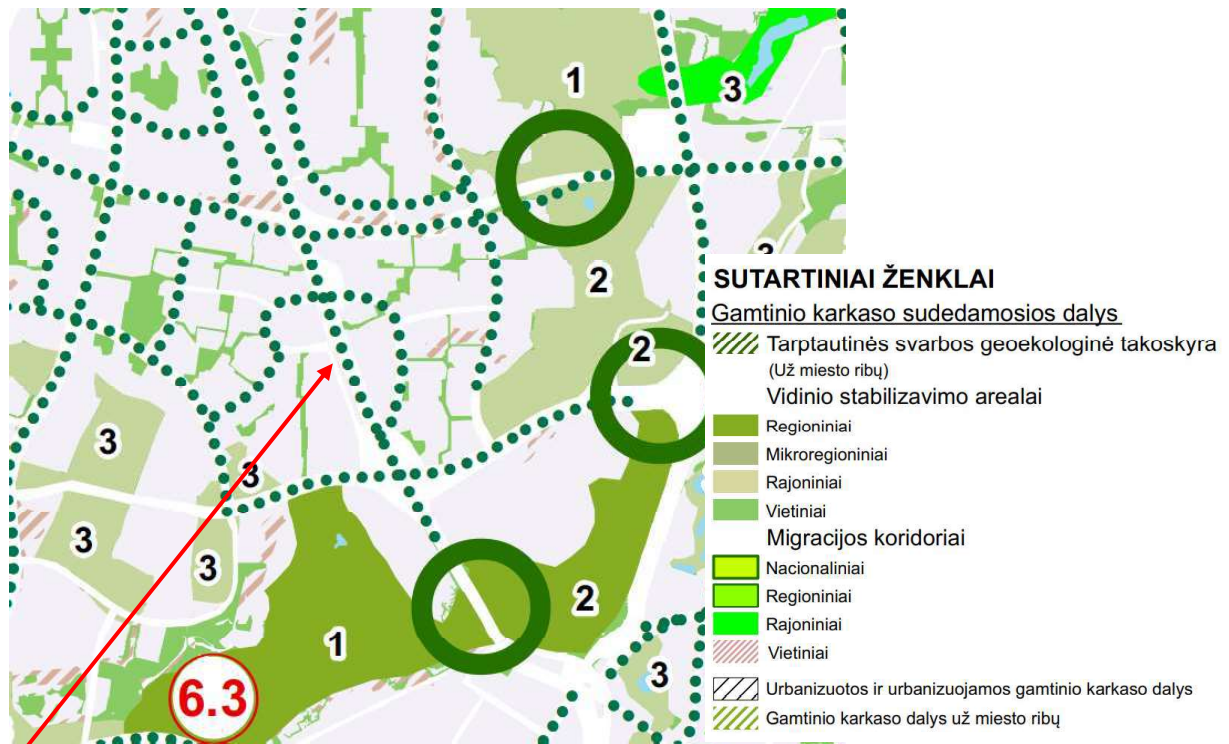 1
3
3
2
2
3
3
3
3
1
2
3
6.3
SUTARTINIAI ŽENKLAI
Gamtinio karkaso sudedamosios dalys
Tarptautinės svarbos geoekologinė takoskyra
(Už miesto ribų)
Vidinio stabilizavimo arealai
Regioniniai
Mikroregioniniai
Rajoniniai
Vietiniai
Migracijos koridoriai
Nacionaliniai
Regioniniai
Rajoniniai
Vietiniai
Urbanizuotos ir urbanizuojamos gamtinio karkaso dalys
Gamtinio karkaso dalys už miesto ribų